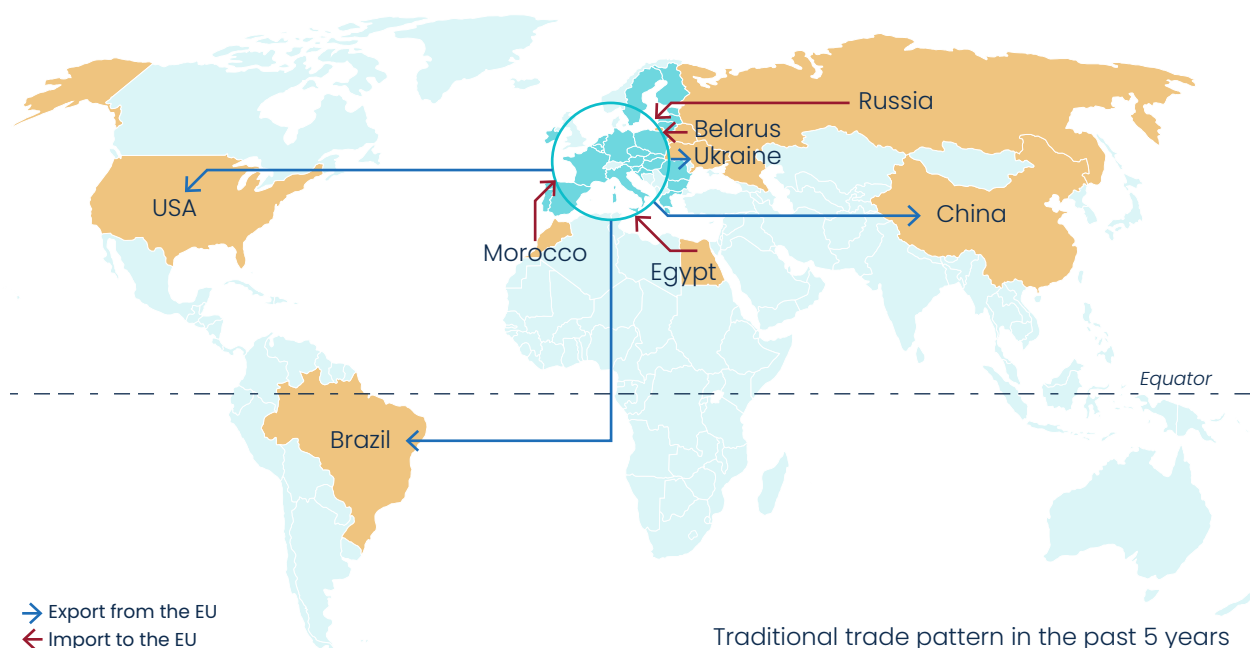 Russia
Belarus
Ukraine
USA
China
Morocco
Egypt
Equator
Brazil
Export from the EU
Import to the EU
Traditional trade pattern in the past 5 years